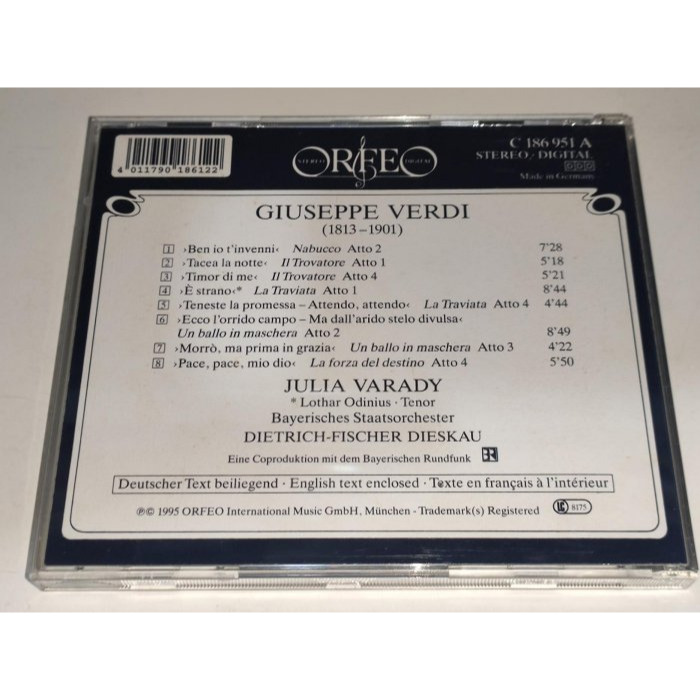 C 186 951 A
STEREO · DIGITAL
DDD
Made in Germany
4 011790 186122
STEREO ORFEO DIGITAL
GIUSEPPE VERDI
(1813–1901)
1 ›Ben io t'invenni‹ Nabucco Atto 2 7'28
2 ›Tacea la notte‹ Il Trovatore Atto 1 5'18
3 ›Timor di me‹ Il Trovatore Atto 4 5'21
4 ›È strano‹* La Traviata Atto 1 8'44
5 ›Teneste la promessa – Attendo, attendo‹ La Traviata Atto 4 4'44
6 ›Ecco l'orrido campo – Ma dall'arido stelo divulsa‹
Un ballo in maschera Atto 2 8'49
7 ›Morrò, ma prima in grazia‹ Un ballo in maschera Atto 3 4'22
8 ›Pace, pace, mio dio‹ La forza del destino Atto 4 5'50
JULIA VARADY
* Lothar Odinius · Tenor
Bayerisches Staatsorchester
DIETRICH-FISCHER DIESKAU
Eine Coproduktion mit dem Bayerischen Rundfunk BR
Deutscher Text beiliegend · English text enclosed · Texte en français à l'intérieur
℗© 1995 ORFEO International Music GmbH, München · Trademark(s) Registered LC 8175